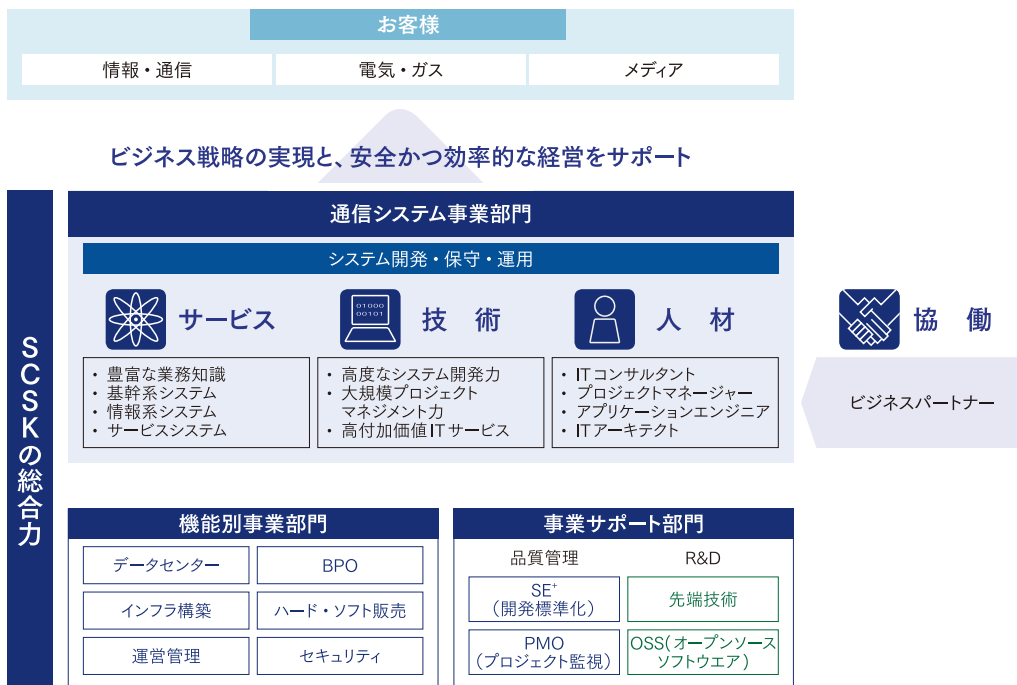 お客様
情報・通信
電気・ガス
メディア
ビジネス戦略の実現と、安全かつ効率的な経営をサポート
SCSKの総合力
通信システム事業部門
システム開発・保守・運用
サービス
・豊富な業務知識
・基幹系システム
・情報系システム
・サービスシステム
01000
00101
技 術
・高度なシステム開発力
・大規模プロジェクト
マネジメント力
・高付加価値ITサービス
人 材
・ITコンサルタント
・プロジェクトマネージャー
・アプリケーションエンジニア
・ITアーキテクト
協 働
ビジネスパートナー
機能別事業部門
データセンター
BPO
インフラ構築
ハード・ソフト販売
運営管理
セキュリティ
事業サポート部門
品質管理
R&D
SE⁺
(開発標準化)
先端技術
PMO
(プロジェクト監視)
OSS(オープンソース
ソフトウエア)